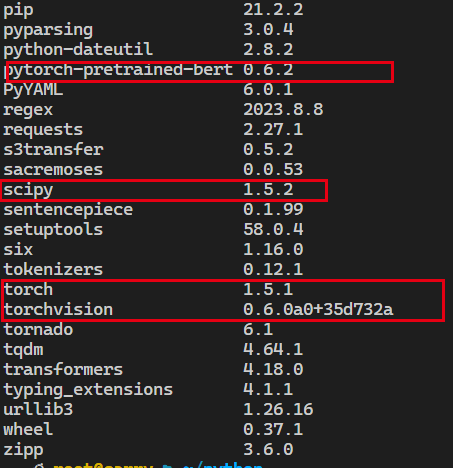 pip 21.2.2
pyparsing 3.0.4
python-dateutil 2.8.2
pytorch-pretrained-bert 0.6.2
PyYAML 6.0.1
regex 2023.8.8
requests 2.27.1
s3transfer 0.5.2
sacremoses 0.0.53
scipy 1.5.2
sentencepiece 0.1.99
setuptools 58.0.4
six 1.16.0
tokenizers 0.12.1
torch 1.5.1
torchvision 0.6.0a0+35d732a
tornado 6.1
tqdm 4.64.1
transformers 4.18.0
typing_extensions 4.1.1
urllib3 1.26.16
wheel 0.37.1
zipp 3.6.0